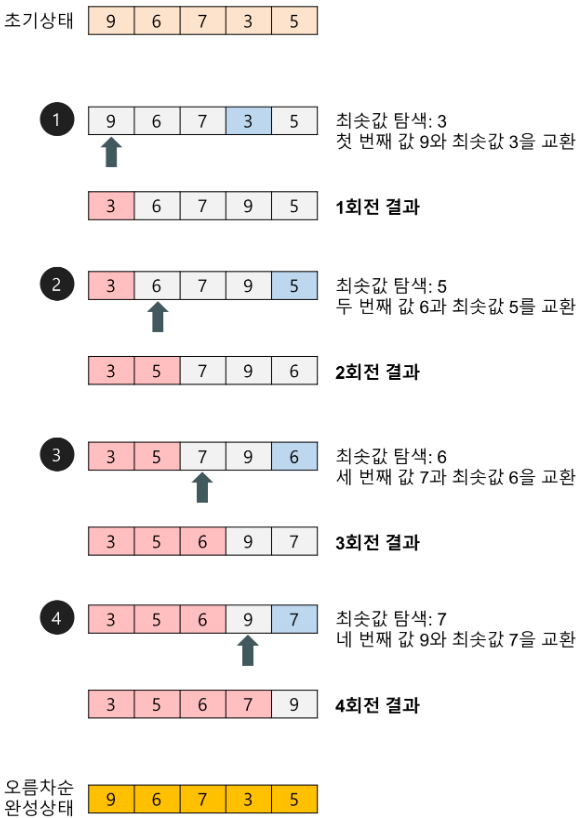 초기상태 9 6 7 3 5
1 9 6 7 3 5 최솟값 탐색: 3
첫 번째 값 9와 최솟값 3을 교환
3 6 7 9 5 1회전 결과
2 3 6 7 9 5 최솟값 탐색: 5
두 번째 값 6과 최솟값 5를 교환
3 5 7 9 6 2회전 결과
3 3 5 7 9 6 최솟값 탐색: 6
세 번째 값 7과 최솟값 6을 교환
3 5 6 9 7 3회전 결과
4 3 5 6 9 7 최솟값 탐색: 7
네 번째 값 9와 최솟값 7을 교환
3 5 6 7 9 4회전 결과
오름차순
완성상태 9 6 7 3 5